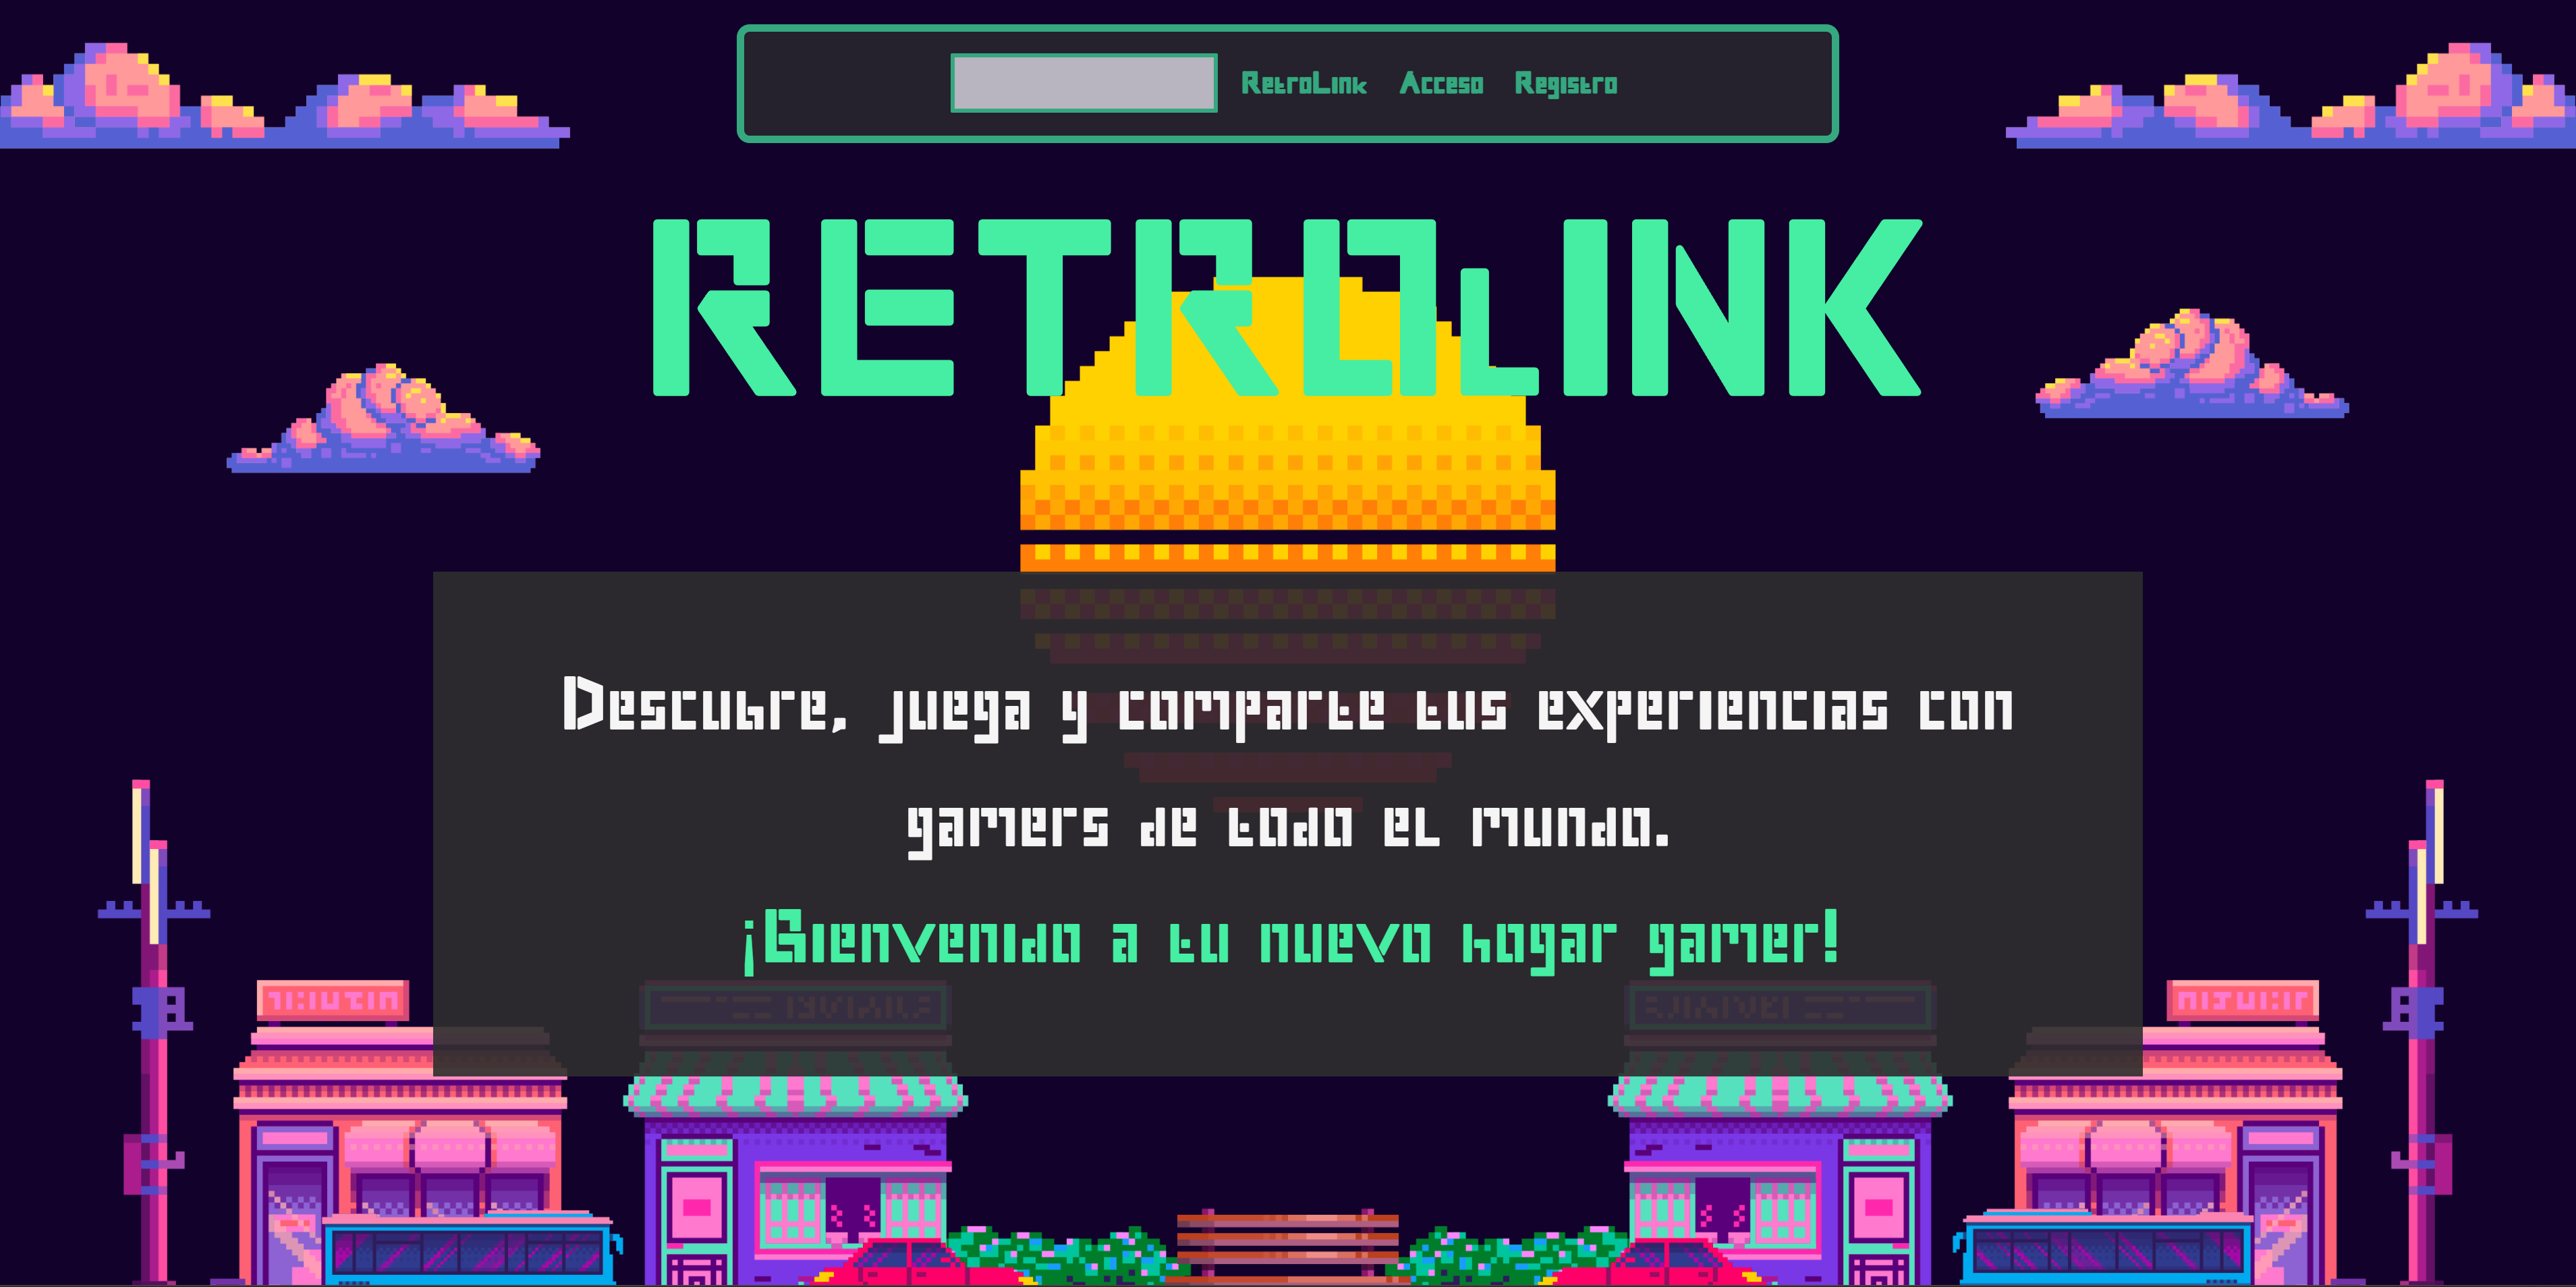 RetroLink Acceso Registro
RETROLINK
Descubre, juega y comparte tus experiencias con
gamers de todo el mundo.
¡Bienvenido a tu nuevo hogar gamer!